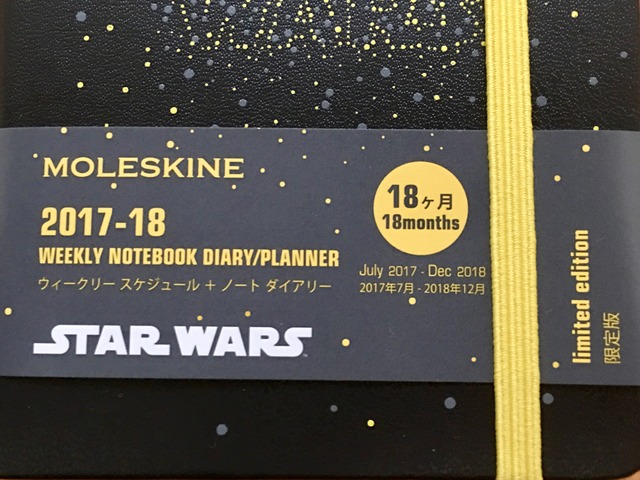 MOLESKINE
2017-18
WEEKLY NOTEBOOK DIARY/PLANNER
ウィークリー スケジュール + ノート ダイアリー
STAR WARS
18ヶ月
18months
July 2017 - Dec 2018
2017年7月 - 2018年12月
limited edition
限定版